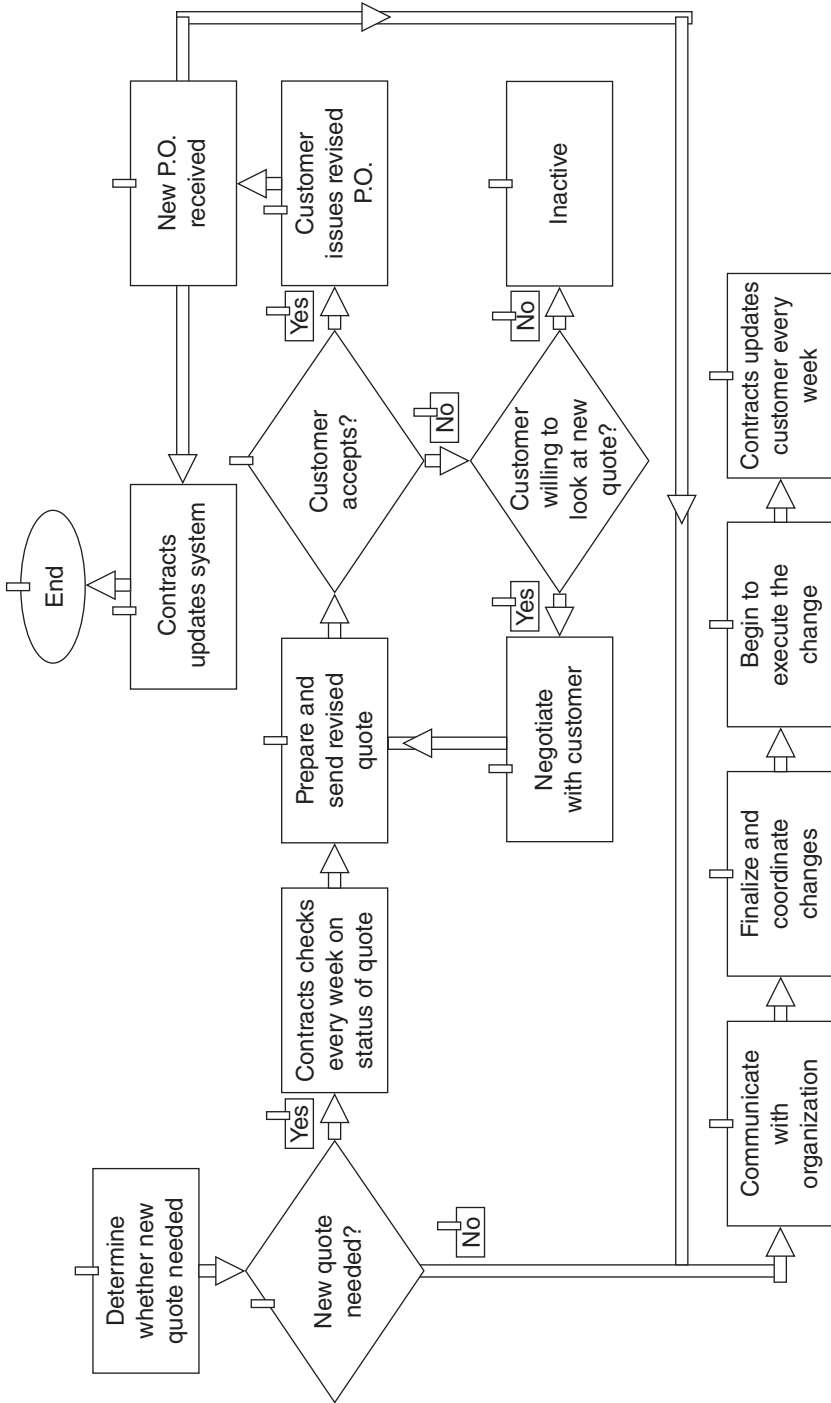 Determine
whether new
quote needed
New quote
needed?
Yes
No
Contracts checks
every week on
status of quote
Prepare and
send revised
quote
Customer
accepts?
Yes
No
Customer
issues revised
P.O.
New P.O.
received
Contracts
updates system
End
Customer
willing to
look at new
quote?
Yes
No
Negotiate
with customer
Inactive
Communicate
with
organization
Finalize and
coordinate
changes
Begin to
execute the
change
Contracts updates
customer every
week